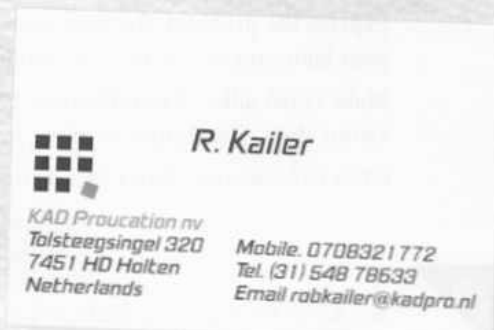 R. Kailer
KAD Proucation nv
Tolsteegsingel 320
7451 HD Holten
Netherlands
Mobile. 0708321772
Tel. (31) 548 78633
Email robkailer@kadpro.nl